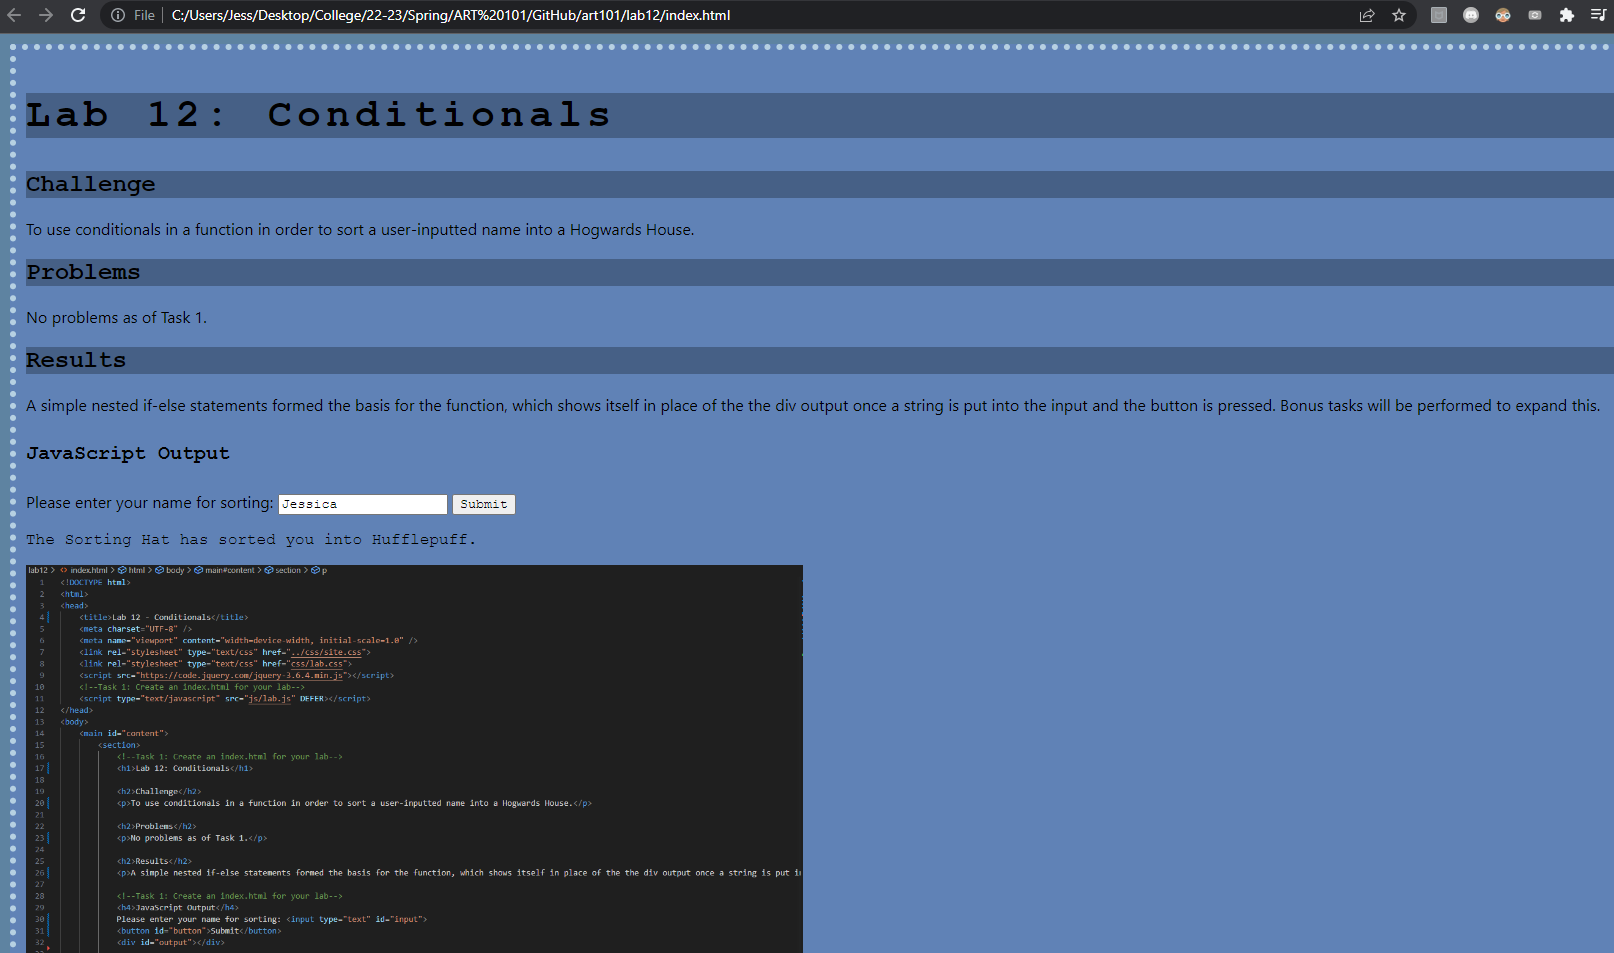 File
C:/Users/Jess/Desktop/College/22-23/Spring/ART%20101/GitHub/art101/lab12/index.html
Lab 12: Conditionals
Challenge
To use conditionals in a function in order to sort a user-inputted name into a Hogwards House.
Problems
No problems as of Task 1.
Results
A simple nested if-else statements formed the basis for the function, which shows itself in place of the the div output once a string is put into the input and the button is pressed. Bonus tasks will be performed to expand this.
JavaScript Output
Please enter your name for sorting: Jessica Submit
The Sorting Hat has sorted you into Hufflepuff.
lab12 > <> index.html > html > body > main#content > section > p
1 <!DOCTYPE html>
2 <html>
3 <head>
4 <title>Lab 12 - Conditionals</title>
5 <meta charset="UTF-8" />
6 <meta name="viewport" content="width=device-width, initial-scale=1.0" />
7 <link rel="stylesheet" type="text/css" href="../css/site.css">
8 <link rel="stylesheet" type="text/css" href="css/lab.css">
9 <script src="https://code.jquery.com/jquery-3.6.4.min.js"></script>
10 <!--Task 1: Create an index.html for your lab-->
11 <script type="text/javascript" src="js/lab.js" DEFER></script>
12 </head>
13 <body>
14 <main id="content">
15 <section>
16 <!--Task 1: Create an index.html for your lab-->
17 <h1>Lab 12: Conditionals</h1>
18
19 <h2>Challenge</h2>
20 <p>To use conditionals in a function in order to sort a user-inputted name into a Hogwards House.</p>
21
22 <h2>Problems</h2>
23 <p>No problems as of Task 1.</p>
24
25 <h2>Results</h2>
26 <p>A simple nested if-else statements formed the basis for the function, which shows itself in place of the the div output once a string is put i
27
28 <!--Task 1: Create an index.html for your lab-->
29 <h4>JavaScript Output</h4>
30 Please enter your name for sorting: <input type="text" id="input">
31 <button id="button">Submit</button>
32 <div id="output"></div>